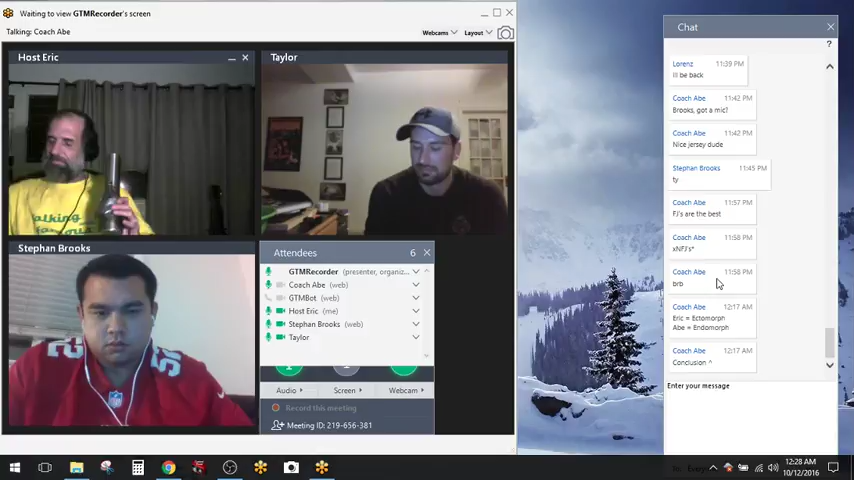 Waiting to view GTMRecorder's screen
Talking: Coach Abe
Webcams
Layout
Host Eric
Taylor
talking
Stephan Brooks
52
NFL
Attendees
6
GTMRecorder (presenter, organiz...
Coach Abe (web)
GTMBot (web)
Host Eric (me)
Stephan Brooks (web)
Taylor
Audio
Screen
Webcam
Record this meeting
Meeting ID: 219-656-381
Chat
?
Lorenz 11:39 PM
Ill be back
Coach Abe 11:42 PM
Brooks, got a mic?
Coach Abe 11:42 PM
Nice jersey dude
Stephan Brooks 11:45 PM
ty
Coach Abe 11:57 PM
FJ's are the best
Coach Abe 11:58 PM
xNFJ's*
Coach Abe 11:58 PM
brb
Coach Abe 12:17 AM
Eric = Ectomorph
Abe = Endomorph
Coach Abe 12:17 AM
Conclusion ^
Enter your message
12:28 AM
10/12/2016